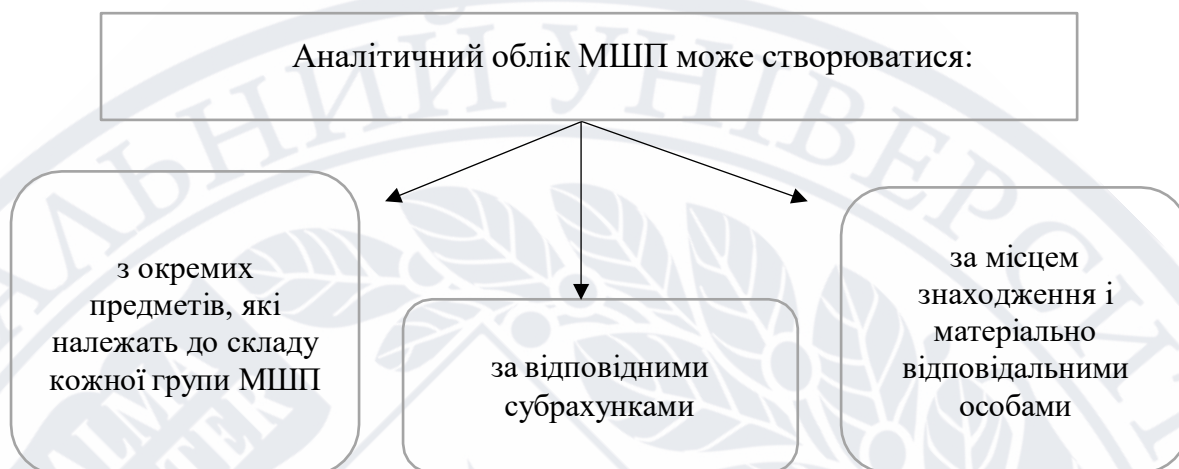 Аналітичний облік МШП може створюватися:
з окремих
предметів, які
належать до складу
кожної групи МШП
за відповідними
субрахунками
за місцем
знаходження і
матеріально
відповідальними
особами